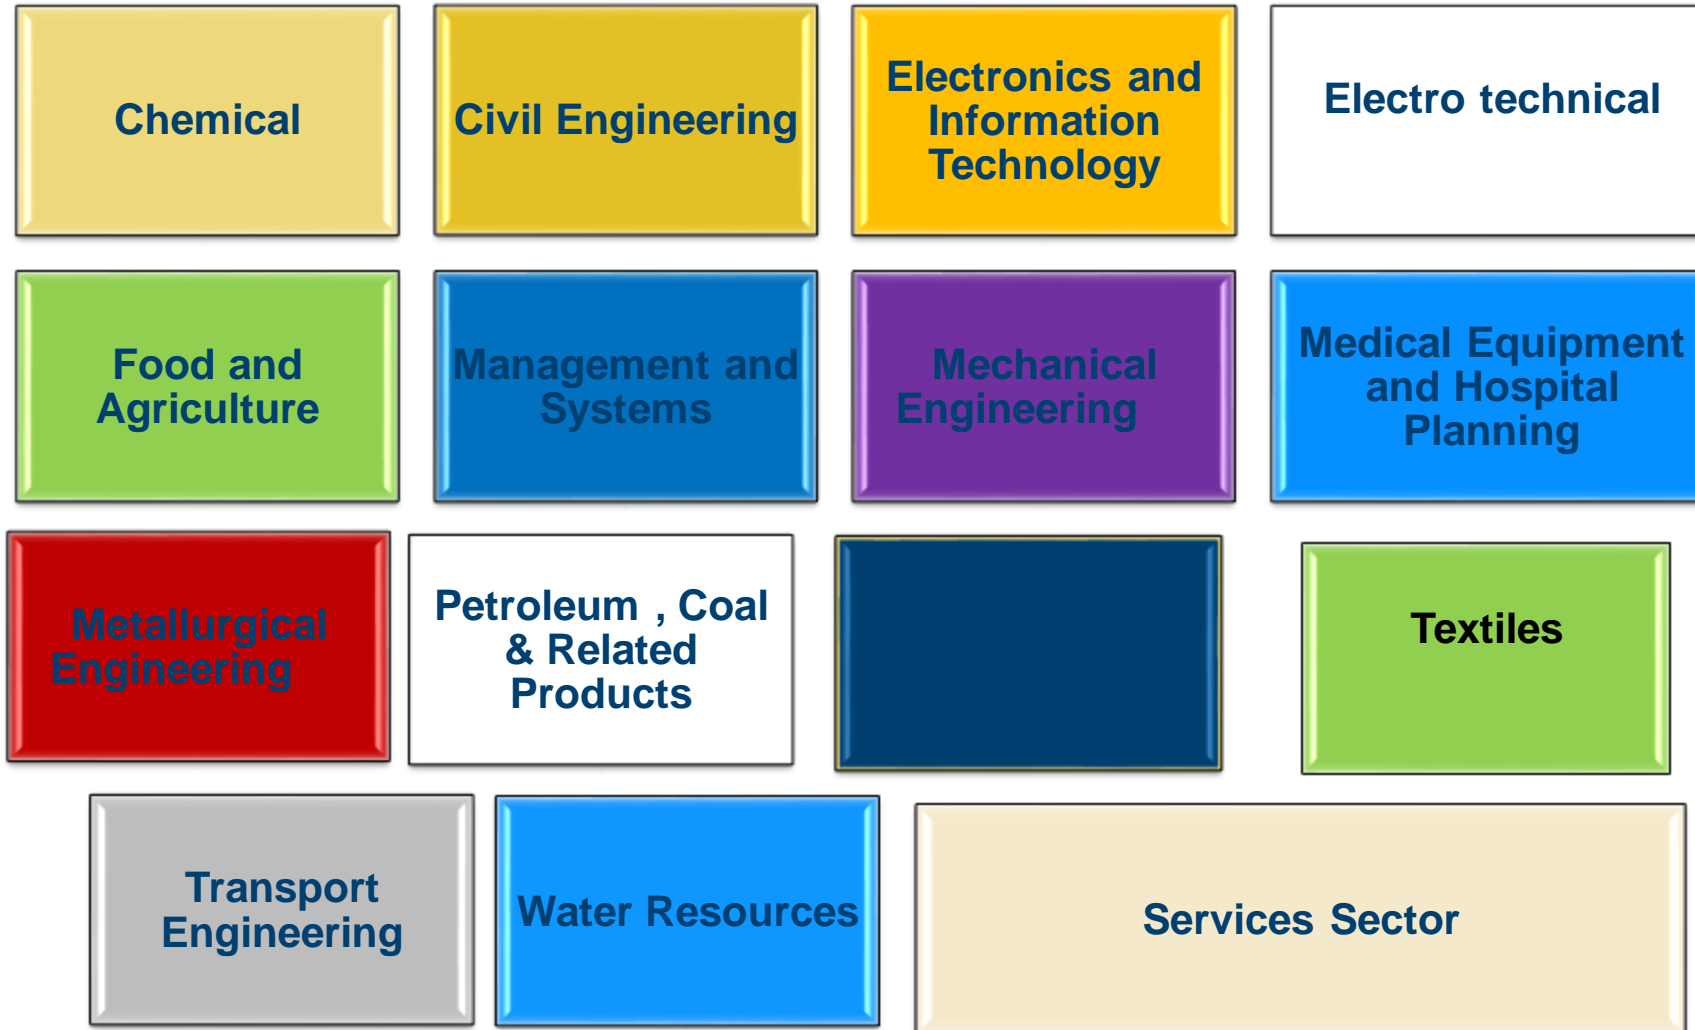 Chemical
Civil Engineering
Electronics and
Information
Technology
Electro technical
Food and
Agriculture
Management and
Systems
Mechanical
Engineering
Medical Equipment
and Hospital
Planning
Metallurgical
Engineering
Petroleum , Coal
& Related
Products
Textiles
Transport
Engineering
Water Resources
Services Sector